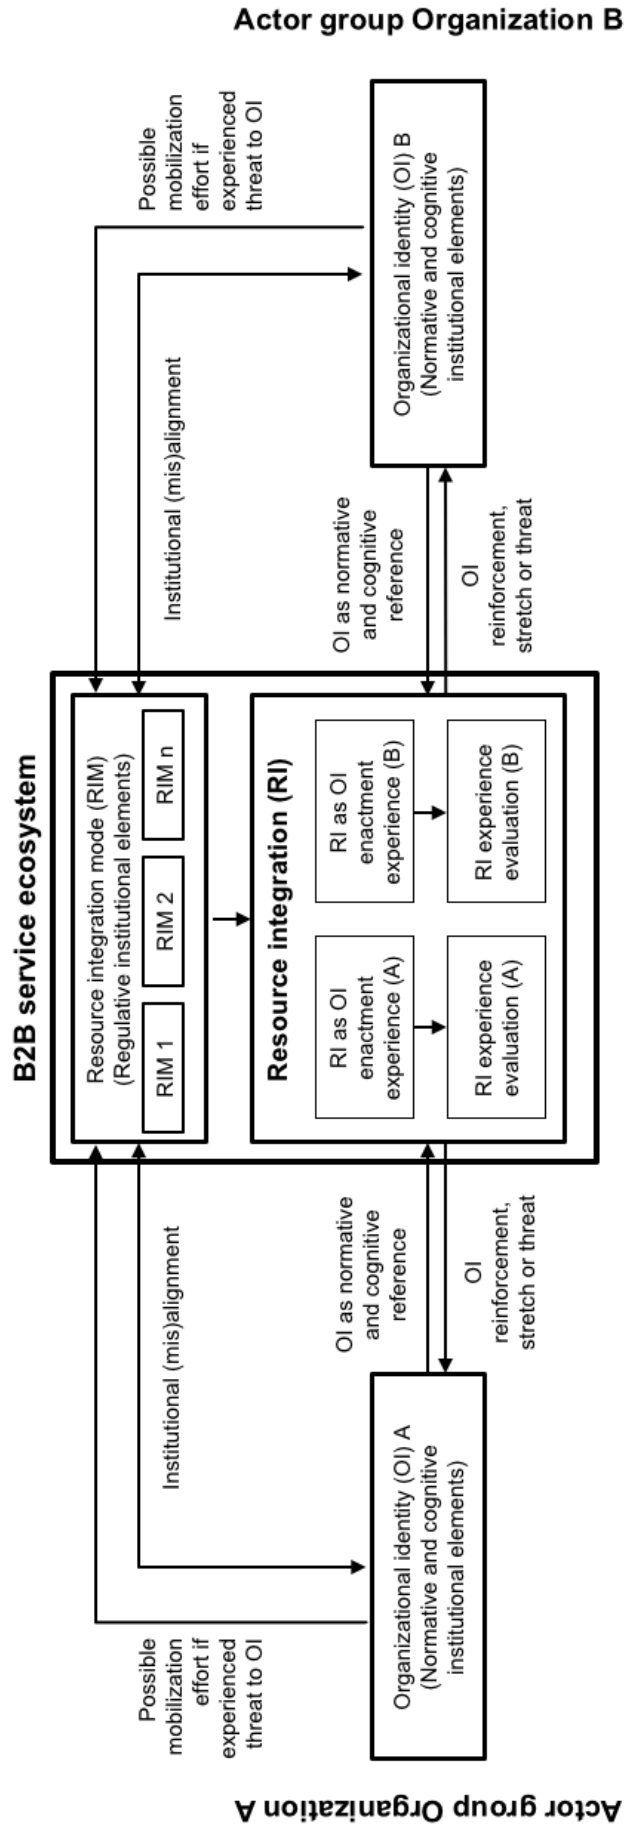 Actor group Organization B
Possible
mobilization
effort if
experienced
threat to OI
Institutional (mis)alignment
Organizational identity (OI) B
(Normative and cognitive
institutional elements)
OI as normative
and cognitive
reference
OI
reinforcement,
stretch or threat
B2B service ecosystem
Resource integration mode (RIM)
(Regulative institutional elements)
RIM 1
RIM 2
RIM n
Resource integration (RI)
RI as OI
enactment
experience (A)
RI as OI
enactment
experience (B)
RI experience
evaluation (A)
RI experience
evaluation (B)
Institutional (mis)alignment
OI as normative
and cognitive
reference
OI
reinforcement,
stretch or threat
Possible
mobilization
effort if
experienced
threat to OI
Organizational identity (OI) A
(Normative and cognitive
institutional elements)
Actor group Organization A